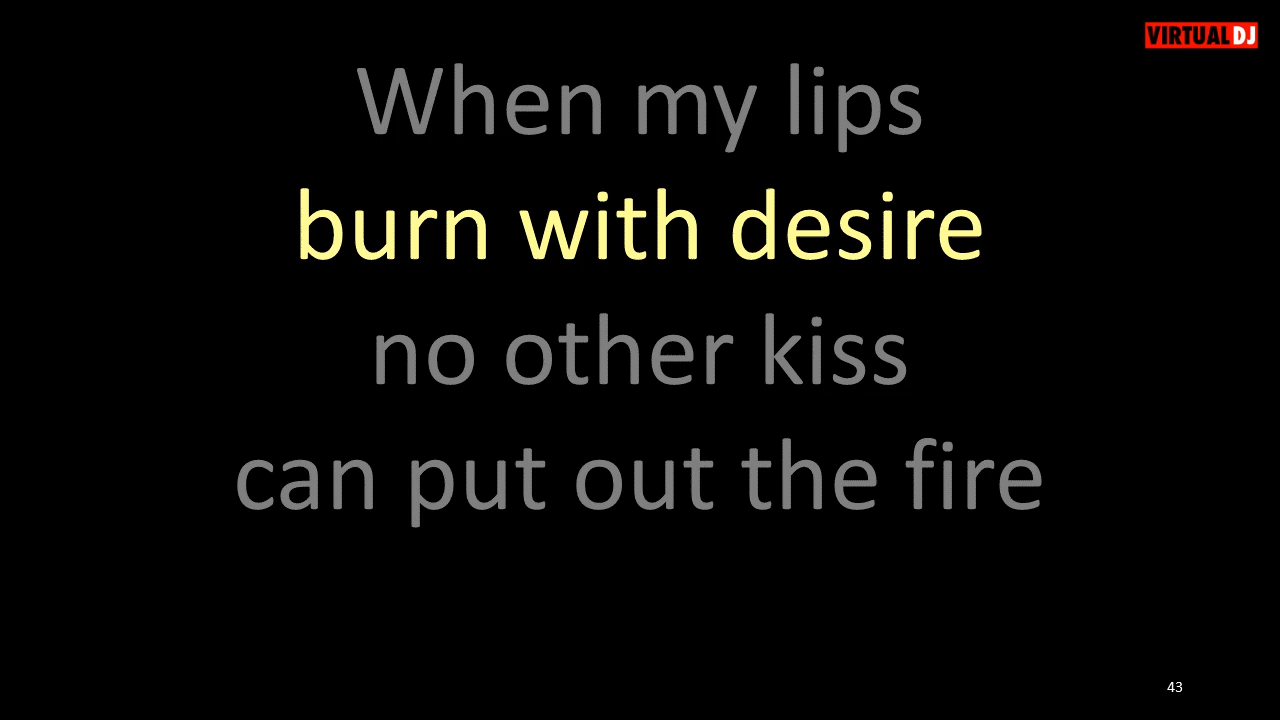 VIRTUAL DJ
When my lips
burn with desire
no other kiss
can put out the fire
43